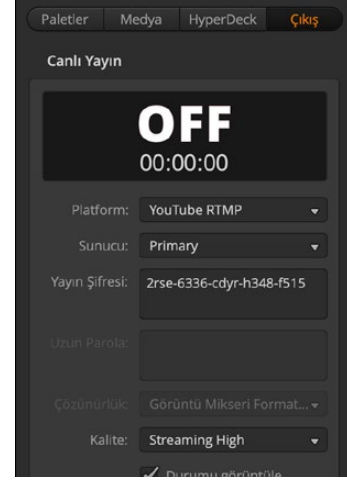 Paletler Medya HyperDeck Çıkış
Canlı Yayın
OFF
00:00:00
Platform: YouTube RTMP
Sunucu: Primary
Yayın Şifresi: 2rse-6336-cdyr-h348-f515
Uzun Parola:
Çözünürlük: Görüntü Mikseri Format...
Kalite: Streaming High
Durumu görüntüle